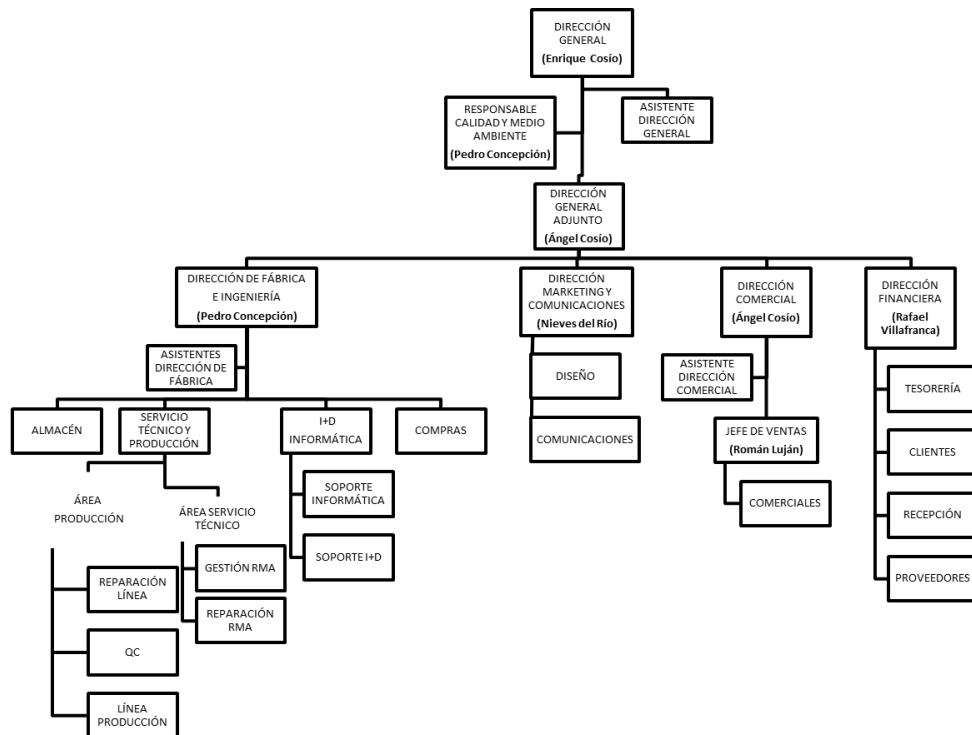 DIRECCIÓN
GENERAL
(Enrique Cosío)
RESPONSABLE
CALIDAD Y MEDIO
AMBIENTE
(Pedro Concepción)
ASISTENTE
DIRECCIÓN
GENERAL
DIRECCIÓN
GENERAL
ADJUNTO
(Ángel Cosío)
DIRECCIÓN DE FÁBRICA
E INGENIERÍA
(Pedro Concepción)
DIRECCIÓN
MARKETING Y
COMUNICACIONES
(Nieves del Río)
DIRECCIÓN
COMERCIAL
(Ángel Cosío)
DIRECCIÓN
FINANCIERA
(Rafael
Villafranca)
ASISTENTES
DIRECCIÓN DE
FÁBRICA
DISEÑO
ASISTENTE
DIRECCIÓN
COMERCIAL
TESORERÍA
ALMACÉN
SERVICIO
TÉCNICO Y
PRODUCCIÓN
I+D
INFORMÁTICA
COMPRAS
COMUNICACIONES
JEFE DE VENTAS
(Román Luján)
CLIENTES
ÁREA
PRODUCCIÓN
ÁREA SERVICIO
TÉCNICO
SOPORTE
INFORMÁTICA
COMERCIALES
RECEPCIÓN
REPARACIÓN
LÍNEA
GESTIÓN RMA
SOPORTE I+D
PROVEEDORES
REPARACIÓN
RMA
QC
LÍNEA
PRODUCCIÓN